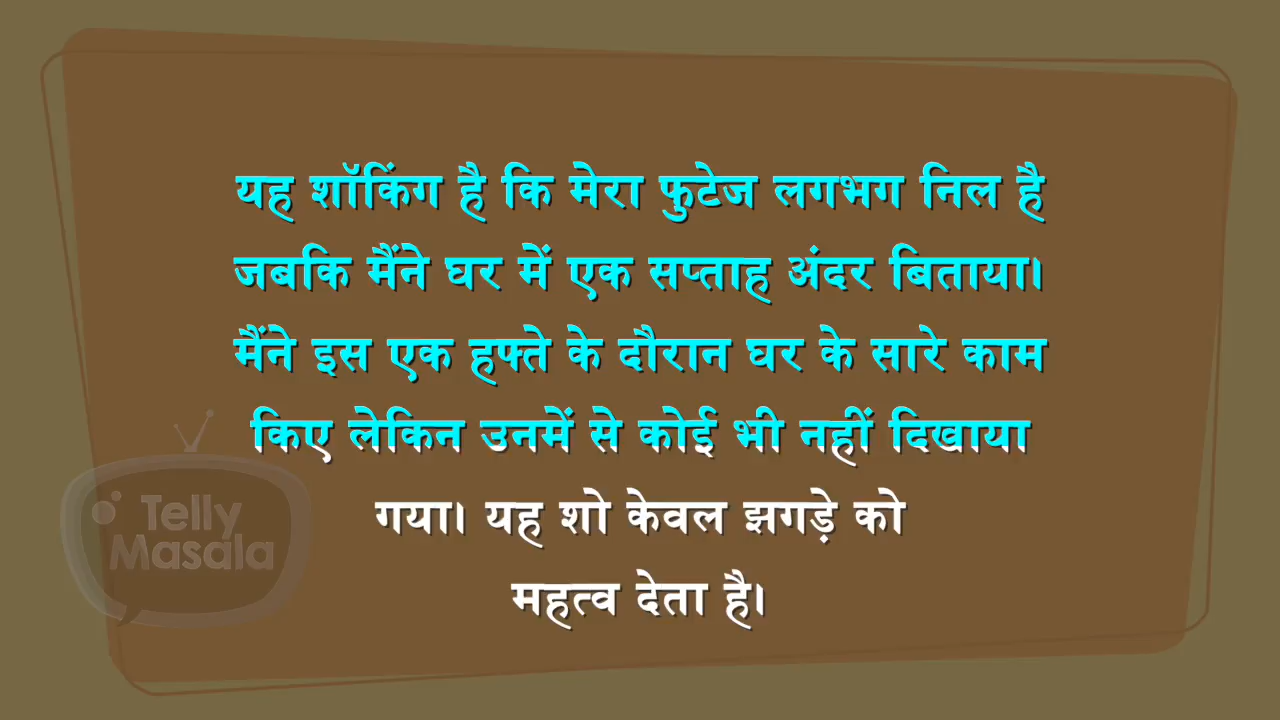 यह शॉकिंग है कि मेरा फुटेज लगभग निल है
जबकि मैंने घर में एक सप्ताह अंदर बिताया।
मैंने इस एक हफ्ते के दौरान घर के सारे काम
किए लेकिन उनमें से कोई भी नहीं दिखाया
गया। यह शो केवल झगड़े को
महत्व देता है।
Telly
Masala